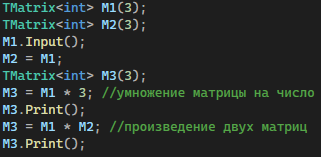 TMatrix<int> M1(3);
TMatrix<int> M2(3);
M1.Input();
M2 = M1;
TMatrix<int> M3(3);
M3 = M1 * 3; //умножение матрицы на число
M3.Print();
M3 = M1 * M2; //произведение двух матриц
M3.Print();